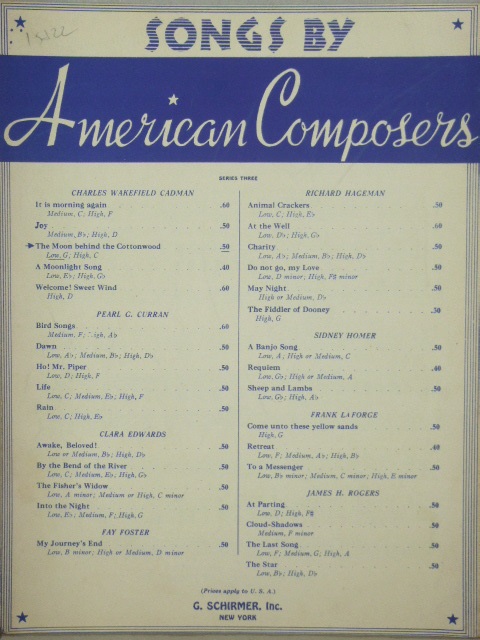 SONGS BY
American Composers
SERIES THREE
CHARLES WAKEFIELD CADMAN
It is morning again .60
Medium, C; High, F
Joy .50
Medium, B♭; High, D
The Moon behind the Cottonwood .50
Low, G; High, C
A Moonlight Song .40
Low, E♭; High, G♭
Welcome! Sweet Wind .60
High, D
PEARL G. CURRAN
Bird Songs .60
Medium, F; High, A♭
Dawn .50
Low, A♭; Medium, B♭; High, D♭
Ho! Mr. Piper .50
Low, D; High, F
Life .50
Low, C; Medium, E♭; High, F
Rain .50
Low, C; High, E♭
CLARA EDWARDS
Awake, Beloved! .50
Low or Medium, B♭; High, D♭
By the Bend of the River .50
Low, C; Medium, E♭; High, G♭
The Fisher's Widow .50
Low, A minor; Medium or High, C minor
Into the Night .50
Low, E♭; Medium, F; High, G
FAY FOSTER
My Journey's End .50
Low, B minor; High or Medium, D minor
RICHARD HAGEMAN
Animal Crackers .50
Low, C; High, E♭
At the Well .60
Low, D♭; High, G♭
Charity .50
Low, A♭; Medium, B♭; High, D♭
Do not go, my Love .50
Low, D minor; High, F♯ minor
May Night .50
High or Medium, D♭
The Fiddler of Dooney .50
High, G
SIDNEY HOMER
A Banjo Song .50
Low, A; High or Medium, C
Requiem .40
Low, G♭; High or Medium, A
Sheep and Lambs .50
Low, G♭; High, A♭
FRANK LAFORGE
Come unto these yellow sands .50
High, G
Retreat .40
Low, F; Medium, A♭; High, B♭
To a Messenger .50
Low, B♭ minor; Medium, C minor; High, E minor
JAMES H. ROGERS
At Parting .50
Low, D; High, F♯
Cloud-Shadows .50
Medium, F minor
The Last Song .50
Low, F; Medium, G; High, A
The Star .50
Low, B♭; High, D♭
(Prices apply to U. S. A.)
G. SCHIRMER, Inc.
NEW YORK